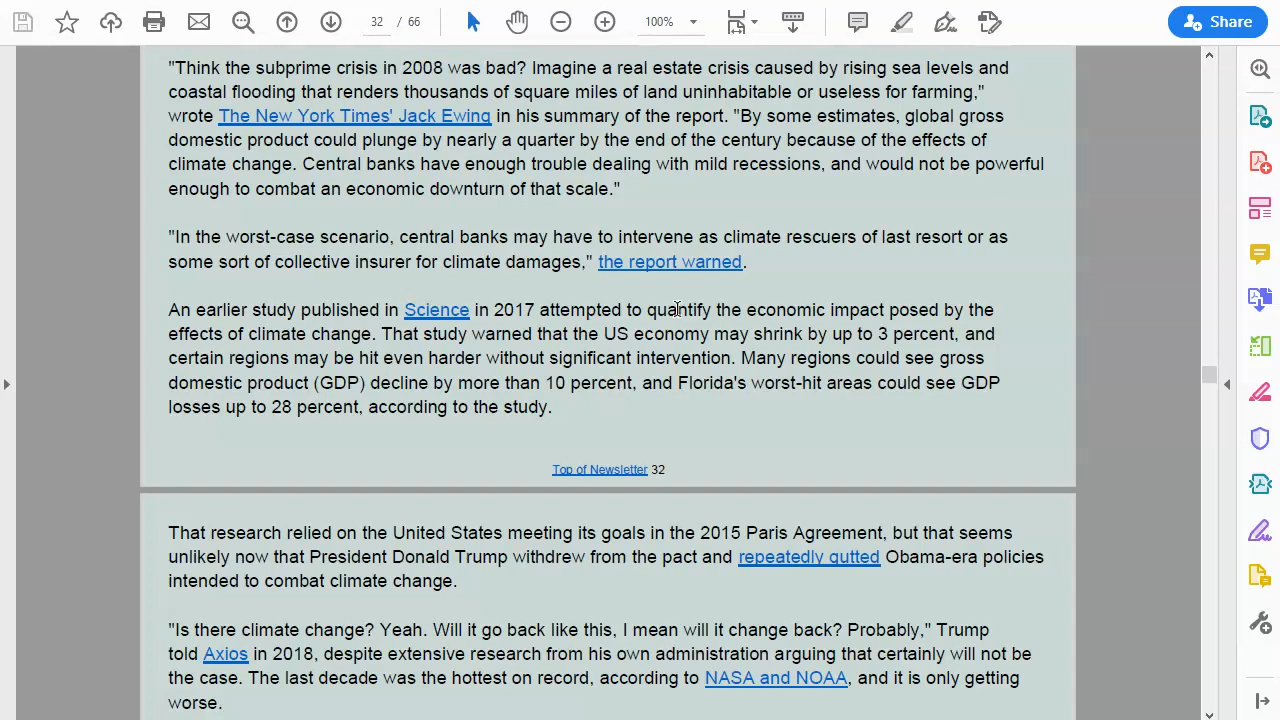 32 / 66
100%
Share
"Think the subprime crisis in 2008 was bad? Imagine a real estate crisis caused by rising sea levels and
coastal flooding that renders thousands of square miles of land uninhabitable or useless for farming,"
wrote The New York Times' Jack Ewing in his summary of the report. "By some estimates, global gross
domestic product could plunge by nearly a quarter by the end of the century because of the effects of
climate change. Central banks have enough trouble dealing with mild recessions, and would not be powerful
enough to combat an economic downturn of that scale."
"In the worst-case scenario, central banks may have to intervene as climate rescuers of last resort or as
some sort of collective insurer for climate damages," the report warned.
An earlier study published in Science in 2017 attempted to quantify the economic impact posed by the
effects of climate change. That study warned that the US economy may shrink by up to 3 percent, and
certain regions may be hit even harder without significant intervention. Many regions could see gross
domestic product (GDP) decline by more than 10 percent, and Florida's worst-hit areas could see GDP
losses up to 28 percent, according to the study.
Top of Newsletter 32
That research relied on the United States meeting its goals in the 2015 Paris Agreement, but that seems
unlikely now that President Donald Trump withdrew from the pact and repeatedly gutted Obama-era policies
intended to combat climate change.
"Is there climate change? Yeah. Will it go back like this, I mean will it change back? Probably," Trump
told Axios in 2018, despite extensive research from his own administration arguing that certainly will not be
the case. The last decade was the hottest on record, according to NASA and NOAA, and it is only getting
worse.